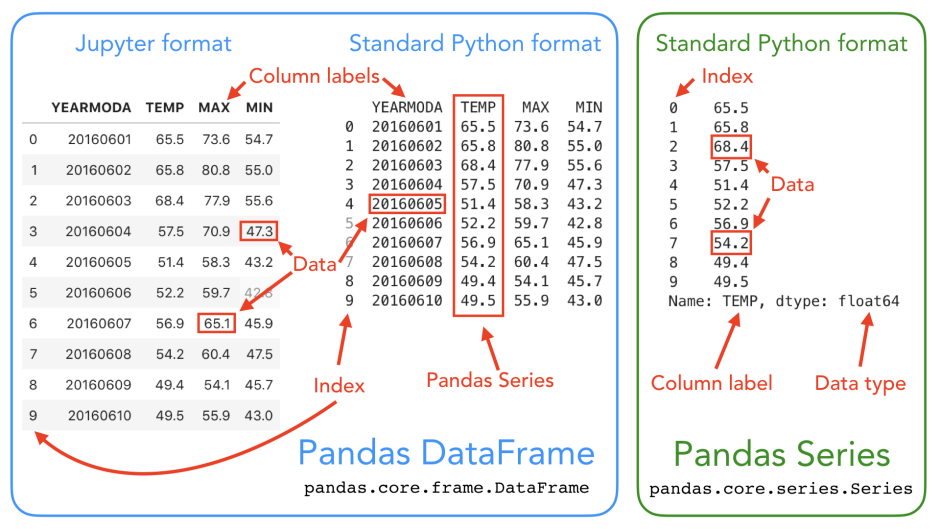 Jupyter format
Standard Python format
Column labels
YEARMODA TEMP MAX MIN
0 20160601 65.5 73.6 54.7
1 20160602 65.8 80.8 55.0
2 20160603 68.4 77.9 55.6
3 20160604 57.5 70.9 47.3
4 20160605 51.4 58.3 43.2
5 20160606 52.2 59.7 42.8
6 20160607 56.9 65.1 45.9
7 20160608 54.2 60.4 47.5
8 20160609 49.4 54.1 45.7
9 20160610 49.5 55.9 43.0
YEARMODA TEMP MAX MIN
0 20160601 65.5 73.6 54.7
1 20160602 65.8 80.8 55.0
2 20160603 68.4 77.9 55.6
3 20160604 57.5 70.9 47.3
4 20160605 51.4 58.3 43.2
5 20160606 52.2 59.7 42.8
6 20160607 56.9 65.1 45.9
7 20160608 54.2 60.4 47.5
8 20160609 49.4 54.1 45.7
9 20160610 49.5 55.9 43.0
Data
Index
Pandas Series
Pandas DataFrame
pandas.core.frame.DataFrame
Standard Python format
Index
0 65.5
1 65.8
2 68.4
3 57.5
4 51.4
5 52.2
6 56.9
7 54.2
8 49.4
9 49.5
Name: TEMP, dtype: float64
Data
Column label
Data type
Pandas Series
pandas.core.series.Series